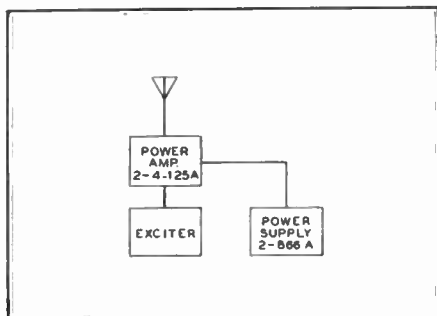 POWER
AMP.
2-4-125A
EXCITER
POWER
SUPPLY
2-866 A